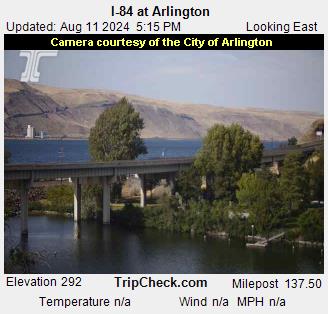 I-84 at Arlington
Updated: Aug 11 2024 5:15 PM Looking East
Camera courtesy of the City of Arlington
Elevation 292 TripCheck.com Milepost 137.50
Temperature n/a Wind n/a MPH n/a